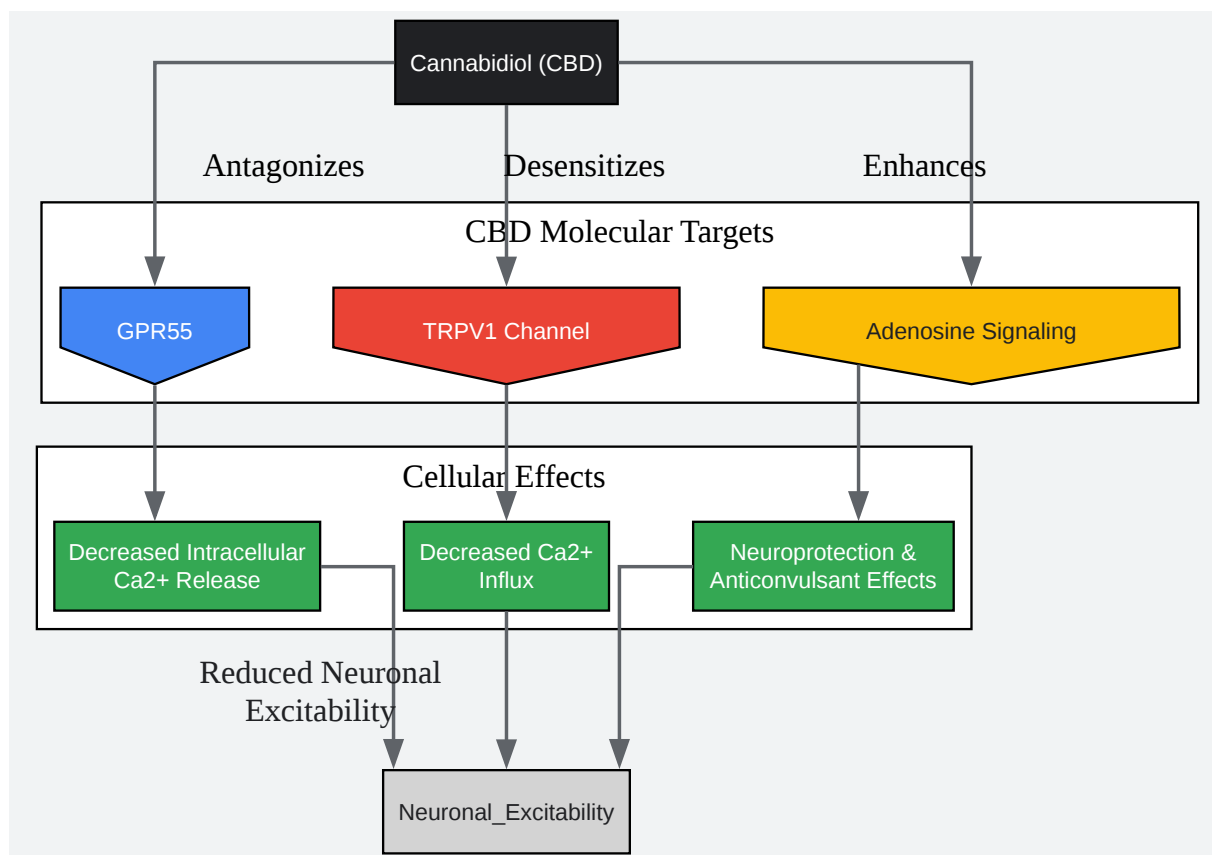 Cannabidiol (CBD)
Antagonizes
Desensitizes
Enhances
CBD Molecular Targets
GPR55
TRPV1 Channel
Adenosine Signaling
Cellular Effects
Decreased Intracellular
Ca2+ Release
Decreased Ca2+
Influx
Neuroprotection &
Anticonvulsant Effects
Reduced Neuronal
Excitability
Neuronal_Excitability